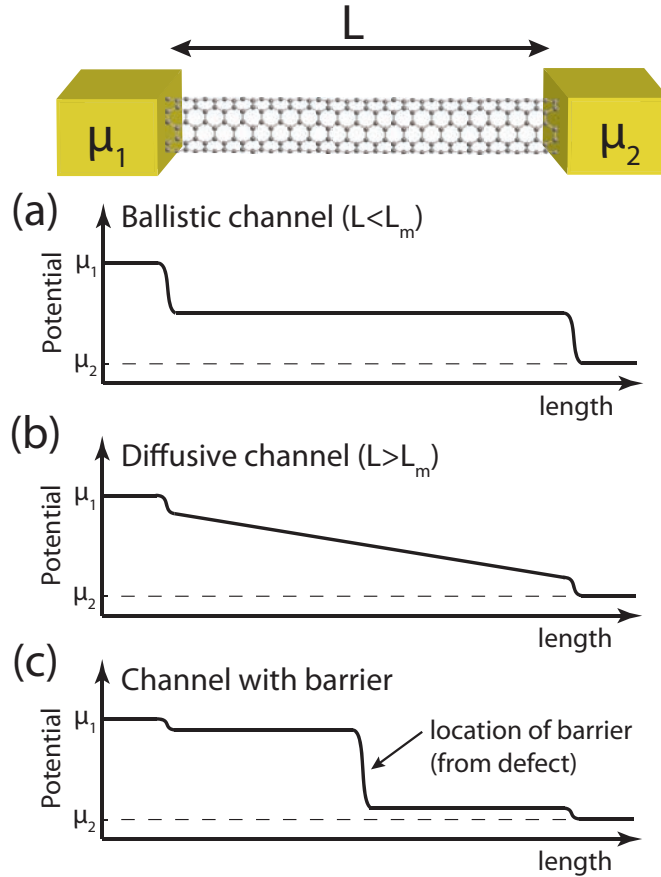 L
μ₁
μ₂
(a)
Ballistic channel (L<Lₘ)
Potential
μ₁
μ₂
length
(b)
Diffusive channel (L>Lₘ)
Potential
μ₁
μ₂
length
(c)
Channel with barrier
Potential
μ₁
location of barrier
(from defect)
μ₂
length